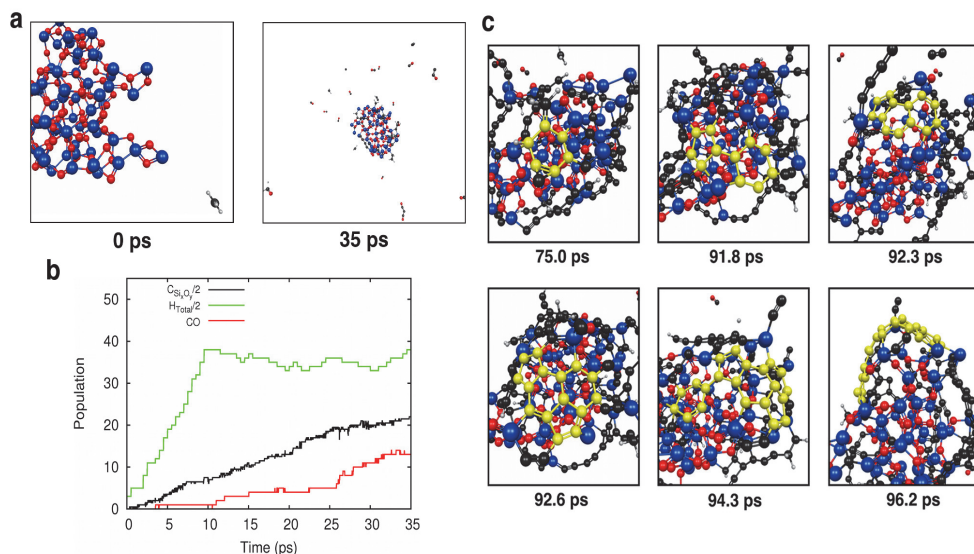 a
0 ps
35 ps
b
C_{Si_xO_y}/2
H_{Total}/2
CO
Population
50
40
30
20
10
0
0
5
10
15
20
25
30
35
Time (ps)
c
75.0 ps
91.8 ps
92.3 ps
92.6 ps
94.3 ps
96.2 ps